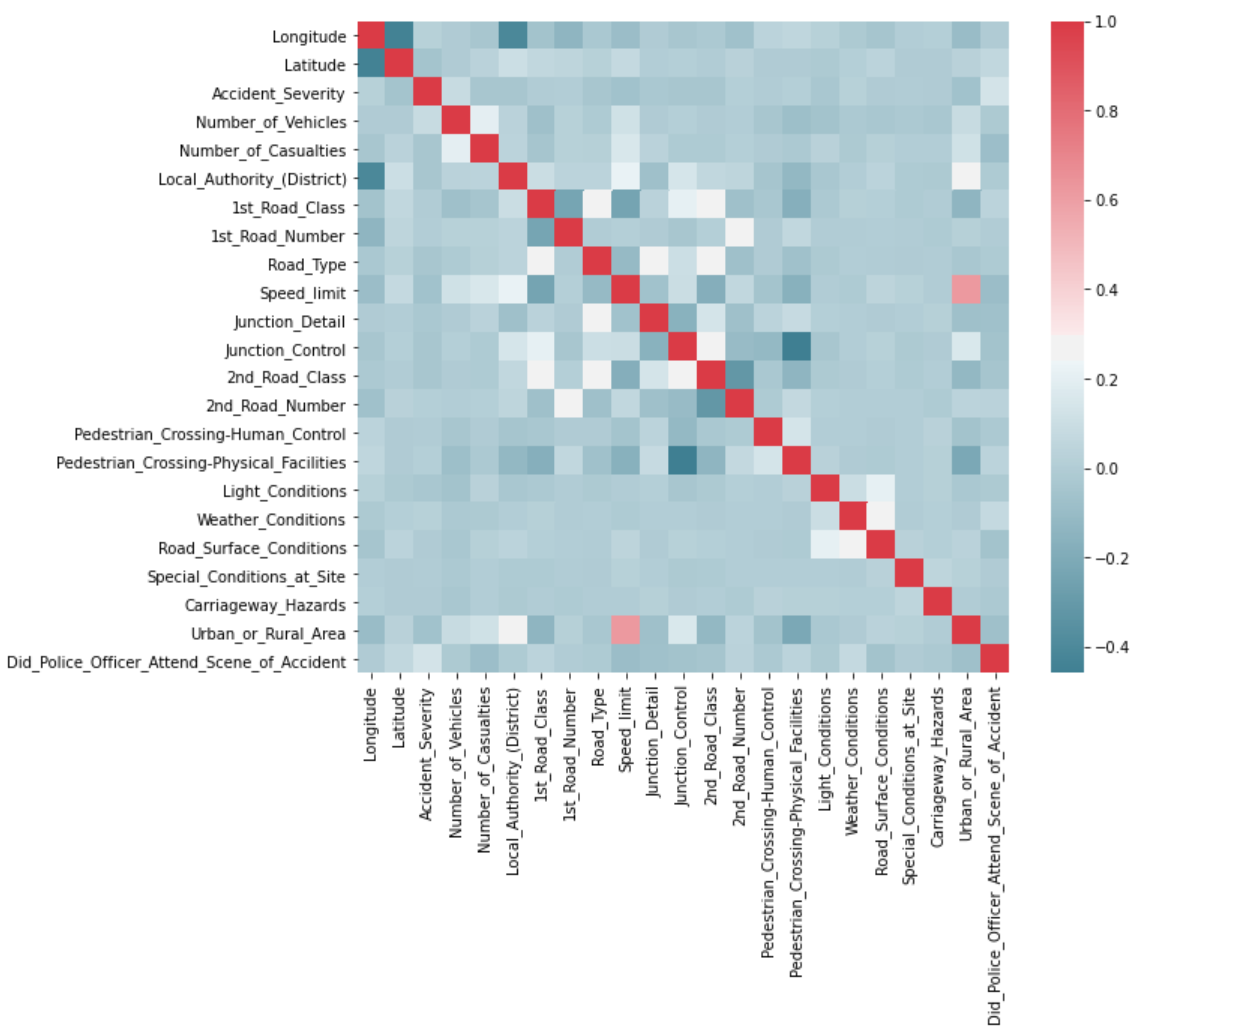 Longitude
Latitude
Accident_Severity
Number_of_Vehicles
Number_of_Casualties
Local_Authority_(District)
1st_Road_Class
1st_Road_Number
Road_Type
Speed_limit
Junction_Detail
Junction_Control
2nd_Road_Class
2nd_Road_Number
Pedestrian_Crossing-Human_Control
Pedestrian_Crossing-Physical_Facilities
Light_Conditions
Weather_Conditions
Road_Surface_Conditions
Special_Conditions_at_Site
Carriageway_Hazards
Urban_or_Rural_Area
Did_Police_Officer_Attend_Scene_of_Accident
Longitude
Latitude
Accident_Severity
Number_of_Vehicles
Number_of_Casualties
Local_Authority_(District)
1st_Road_Class
1st_Road_Number
Road_Type
Speed_limit
Junction_Detail
Junction_Control
2nd_Road_Class
2nd_Road_Number
Pedestrian_Crossing-Human_Control
Pedestrian_Crossing-Physical_Facilities
Light_Conditions
Weather_Conditions
Road_Surface_Conditions
Special_Conditions_at_Site
Carriageway_Hazards
Urban_or_Rural_Area
Did_Police_Officer_Attend_Scene_of_Accident
1.0
0.8
0.6
0.4
0.2
0.0
−0.2
−0.4